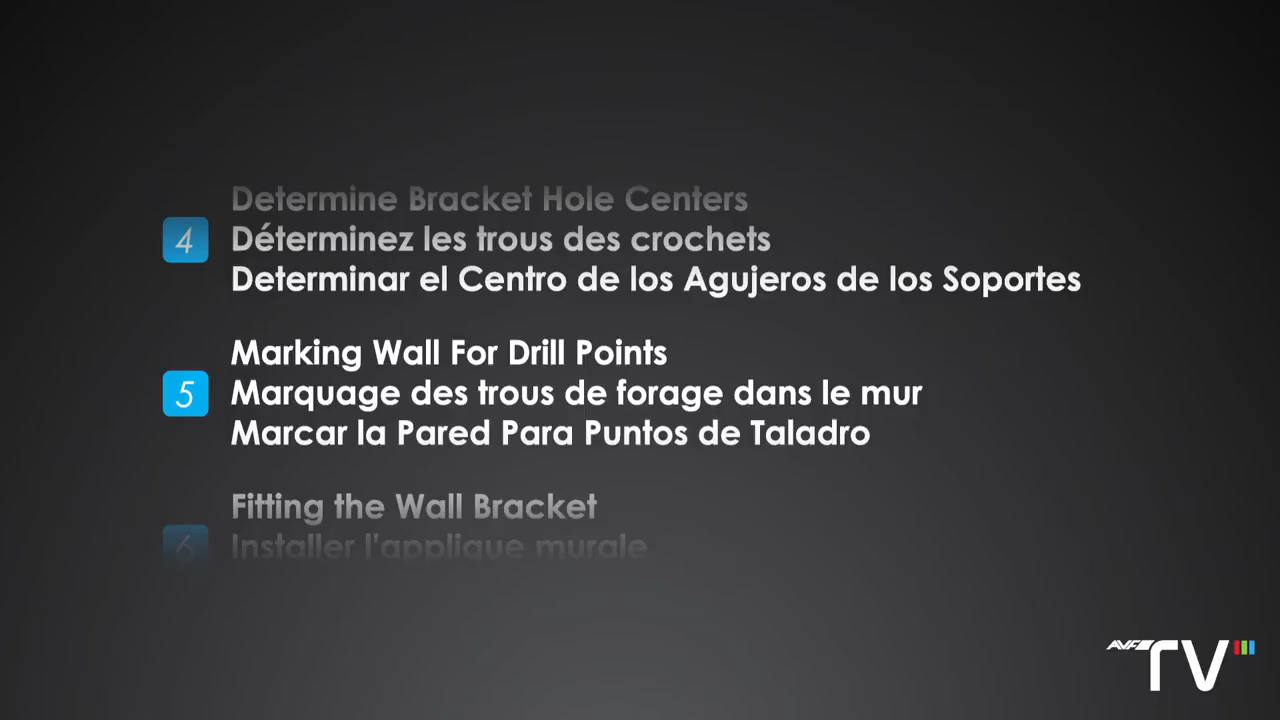 Determine Bracket Hole Centers
4
Déterminez les trous des crochets
Determinar el Centro de los Agujeros de los Soportes
Marking Wall For Drill Points
5
Marquage des trous de forage dans le mur
Marcar la Pared Para Puntos de Taladro
Fitting the Wall Bracket
6
Installer l'applique murale
AVF TV